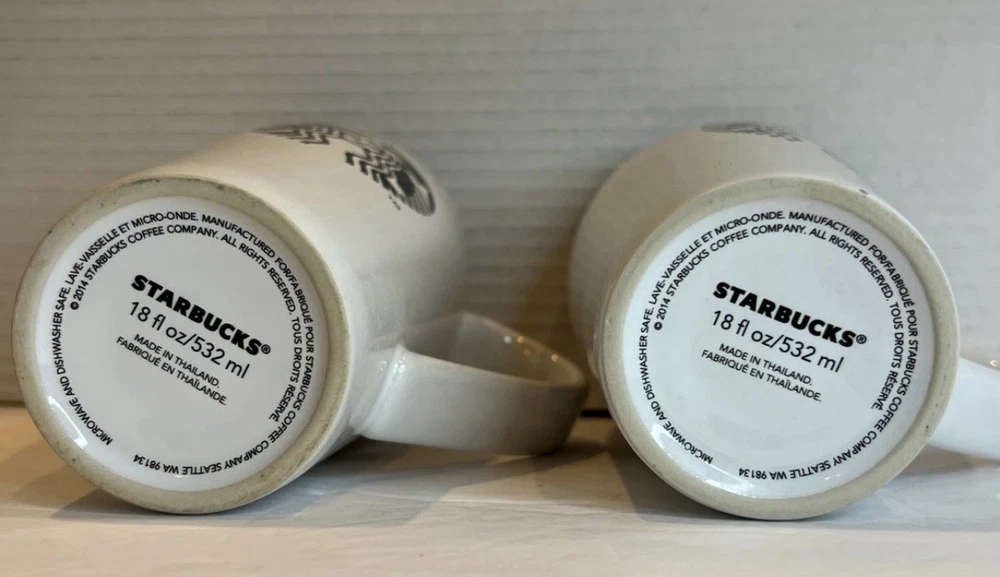 MICROWAVE AND DISHWASHER SAFE. LAVE-VAISSELLE ET MICRO-ONDE. MANUFACTURED FOR/FABRIQUÉ POUR STARBUCKS COFFEE COMPANY SEATTLE WA 98134
© 2014 STARBUCKS COFFEE COMPANY. ALL RIGHTS RESERVED. TOUS DROITS RÉSERVÉ.
STARBUCKS®
18 fl oz/532 ml
MADE IN THAILAND.
FABRIQUÉ EN THAÏLANDE.
MICROWAVE AND DISHWASHER SAFE. LAVE-VAISSELLE ET MICRO-ONDE. MANUFACTURED FOR/FABRIQUÉ POUR STARBUCKS COFFEE COMPANY SEATTLE WA 98134
© 2014 STARBUCKS COFFEE COMPANY. ALL RIGHTS RESERVED. TOUS DROITS RÉSERVÉ.
STARBUCKS®
18 fl oz/532 ml
MADE IN THAILAND.
FABRIQUÉ EN THAÏLANDE.